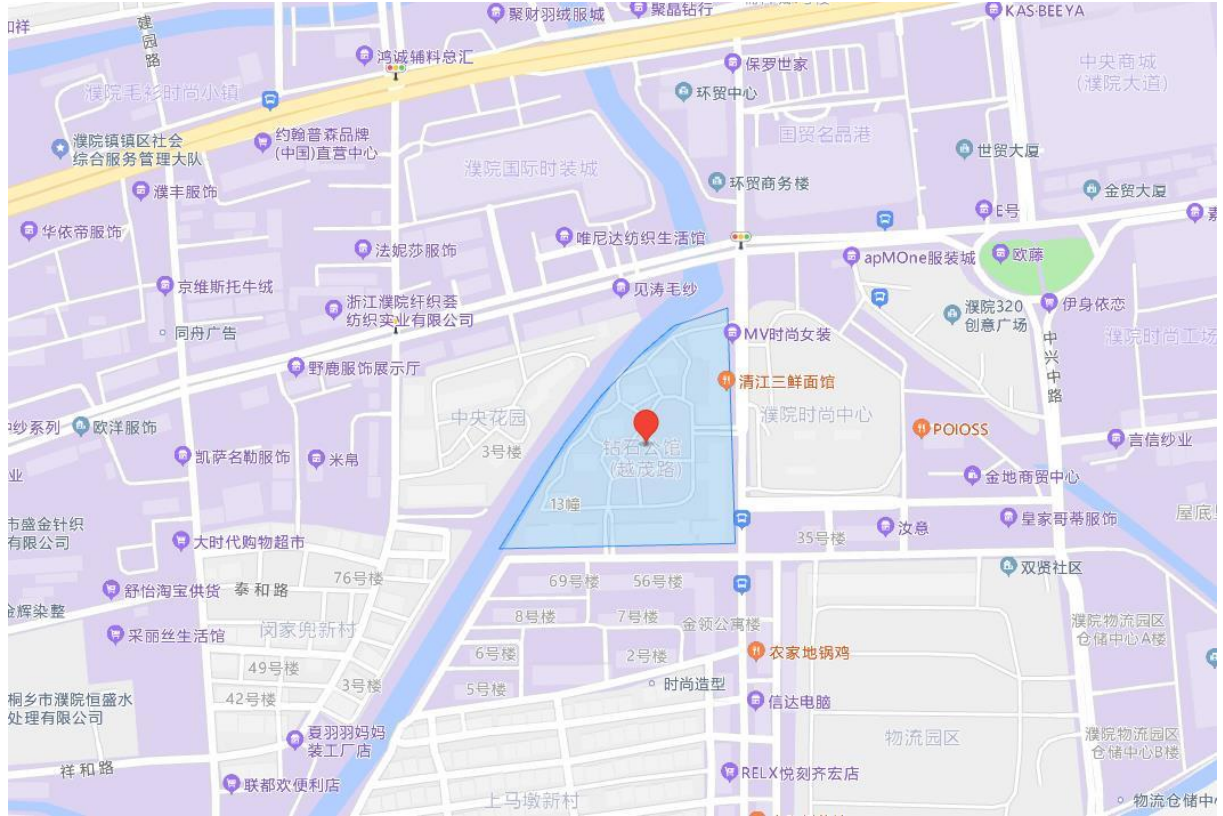 聚财羽绒服城
聚晶钻行
KAS·BEEYA
和祥
建园路
鸿诚辅料总汇
保罗世家
中央商城
(濮院大道)
濮院毛衫时尚小镇
环贸中心
濮院镇镇区社会
综合服务管理大队
约翰普森品牌
(中国)直营中心
国贸名品港
世贸大厦
濮院国际时装城
濮丰服饰
环贸商务楼
金贸大厦
E号
华依帝服饰
法妮莎服饰
唯尼达纺织生活馆
apMOne服装城
欧藤
京维斯托牛绒
见涛毛纱
浙江濮院纤织荟
纺织实业有限公司
伊身依恋
濮院320
创意广场
同舟广告
MV时尚女装
中兴中路
濮院时尚工场
野鹿服饰展示厅
清江三鲜面馆
中央花园
濮院时尚中心
纱系列
欧洋服饰
POIOSS
言信纱业
3号楼
钻石公馆
(越茂路)
凯萨名勒服饰
米帛
金地商贸中心
业
13幢
皇家哥蒂服饰
屋底
市盛金针织
有限公司
大时代购物超市
35号楼
汝意
双贤社区
76号楼
69号楼
56号楼
舒怡淘宝供货
泰和路
金辉染整
8号楼
7号楼
金领公寓楼
濮院物流园区
仓储中心A楼
采丽丝生活馆
闵家兜新村
6号楼
2号楼
农家地锅鸡
49号楼
3号楼
5号楼
时尚造型
42号楼
信达电脑
桐乡市濮院恒盛水
处理有限公司
夏羽羽妈妈
装工厂店
物流园区
濮院物流园区
仓储中心B楼
祥和路
联都欢便利店
RELX悦刻齐宏店
上马墩新村
物流仓储中